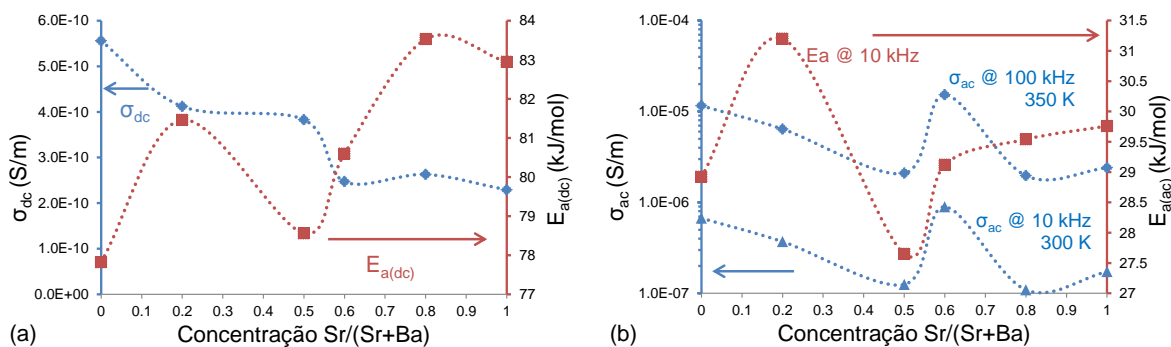 6.0E-10
5.0E-10
4.0E-10
3.0E-10
2.0E-10
1.0E-10
0.0E+00
σdc (S/m)
σdc
Ea(dc)
84
83
82
81
80
79
78
77
Ea(dc) (kJ/mol)
0 0.1 0.2 0.3 0.4 0.5 0.6 0.7 0.8 0.9 1
(a) Concentração Sr/(Sr+Ba)
1.0E-04
1.0E-05
1.0E-06
1.0E-07
σac (S/m)
Ea @ 10 kHz
σac @ 100 kHz
350 K
σac @ 10 kHz
300 K
31.5
31
30.5
30
29.5
29
28.5
28
27.5
27
Ea(ac) (kJ/mol)
0 0.1 0.2 0.3 0.4 0.5 0.6 0.7 0.8 0.9 1
(b) Concentração Sr/(Sr+Ba)